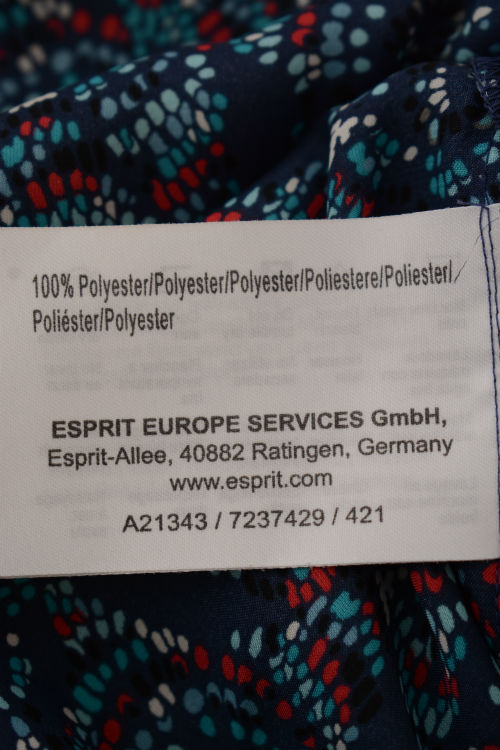 100% Polyester/Polyester/Polyester/Poliestere/Poliester/
Poliéster/Polyester
ESPRIT EUROPE SERVICES GmbH,
Esprit-Allee, 40882 Ratingen, Germany
www.esprit.com
A21343 / 7237429 / 421